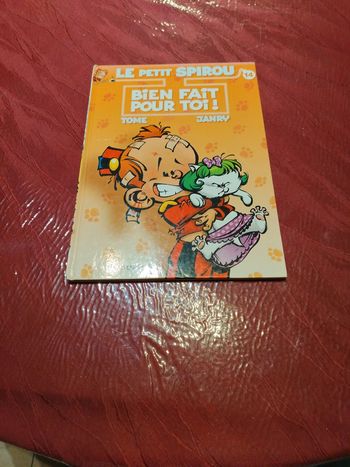 LE PETIT SPIROU 14
BIEN FAIT
POUR TOI !
TOME JANRY